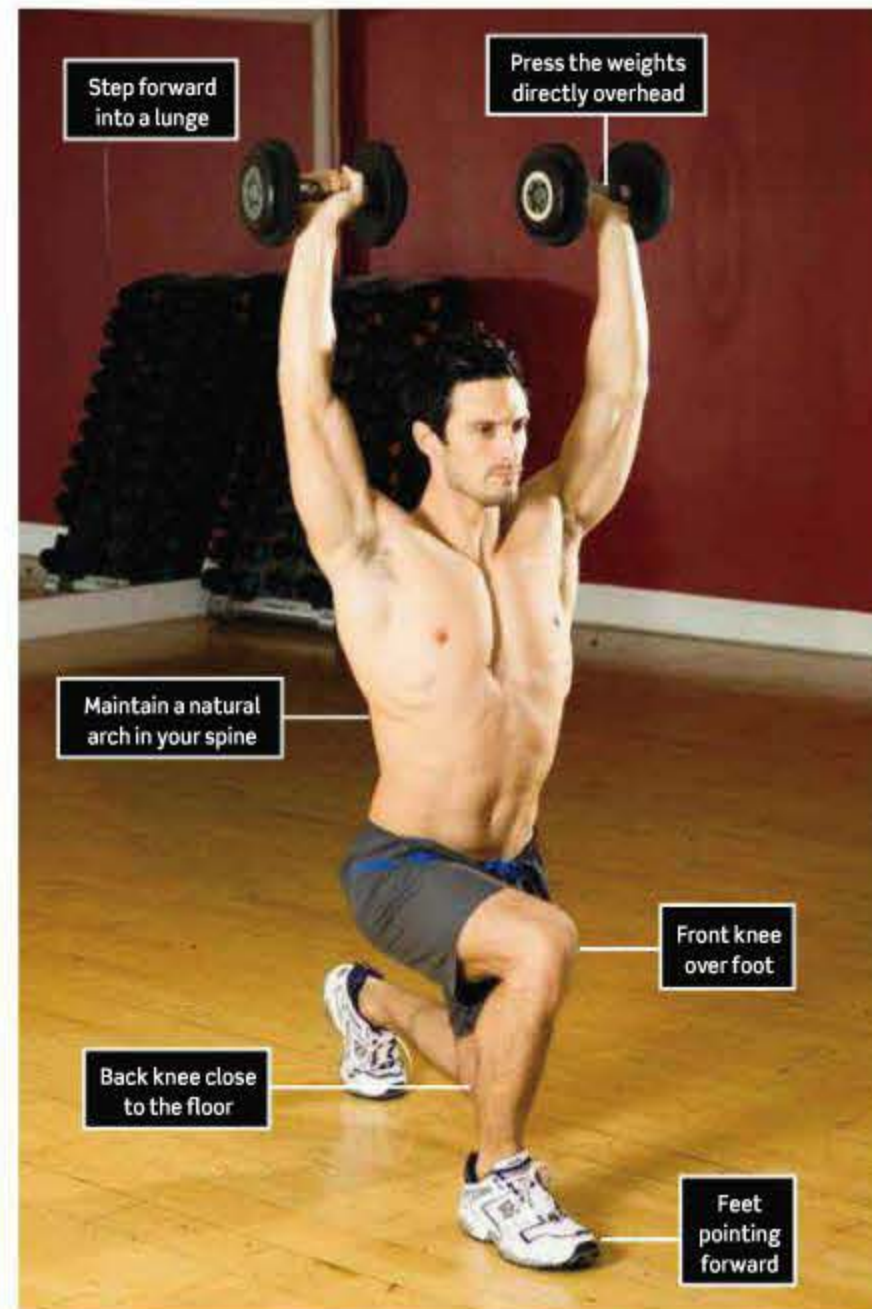 Step forward
into a lunge
Press the weights
directly overhead
Maintain a natural
arch in your spine
Front knee
over foot
Back knee close
to the floor
Feet
pointing
forward